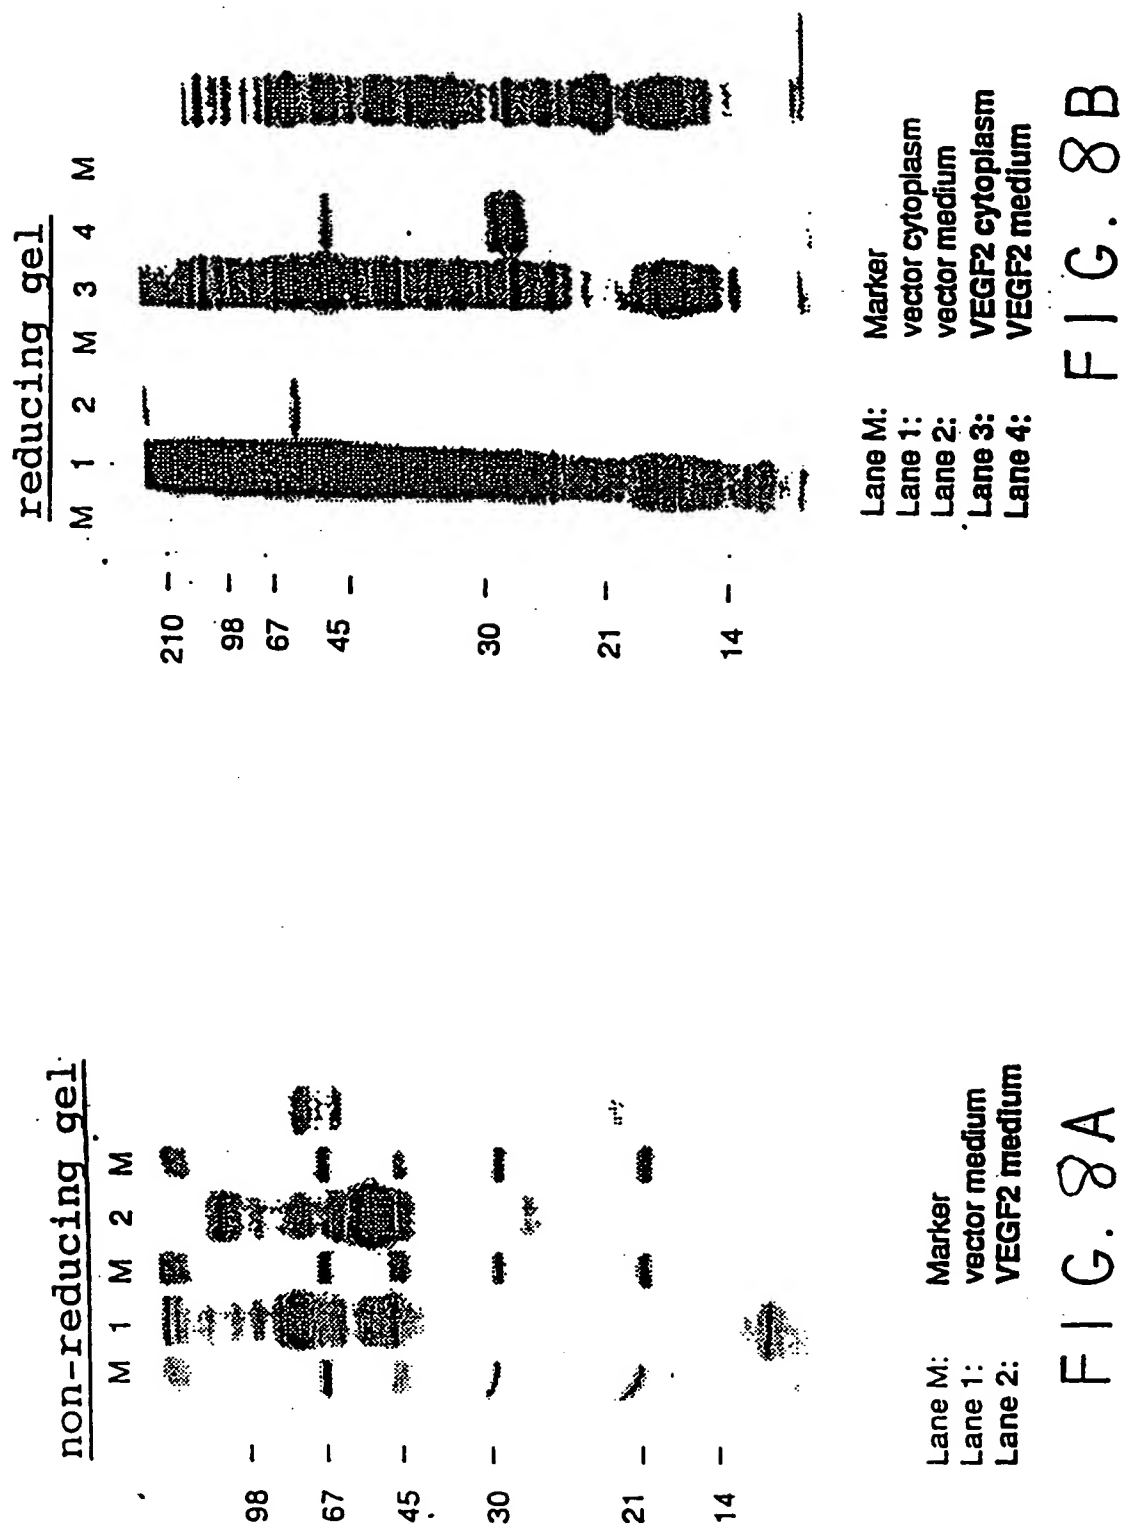 non-reducing gel
M 1 M 2 M
98
67
45
30
21
14
Lane M: Marker
Lane 1: vector medium
Lane 2: VEGF2 medium
FIG. 8A
reducing gel
M 1 2 M 3 4 M
210
98
67
45
30
21
14
Lane M: Marker
Lane 1: vector cytoplasm
Lane 2: vector medium
Lane 3: VEGF2 cytoplasm
Lane 4: VEGF2 medium
FIG. 8B